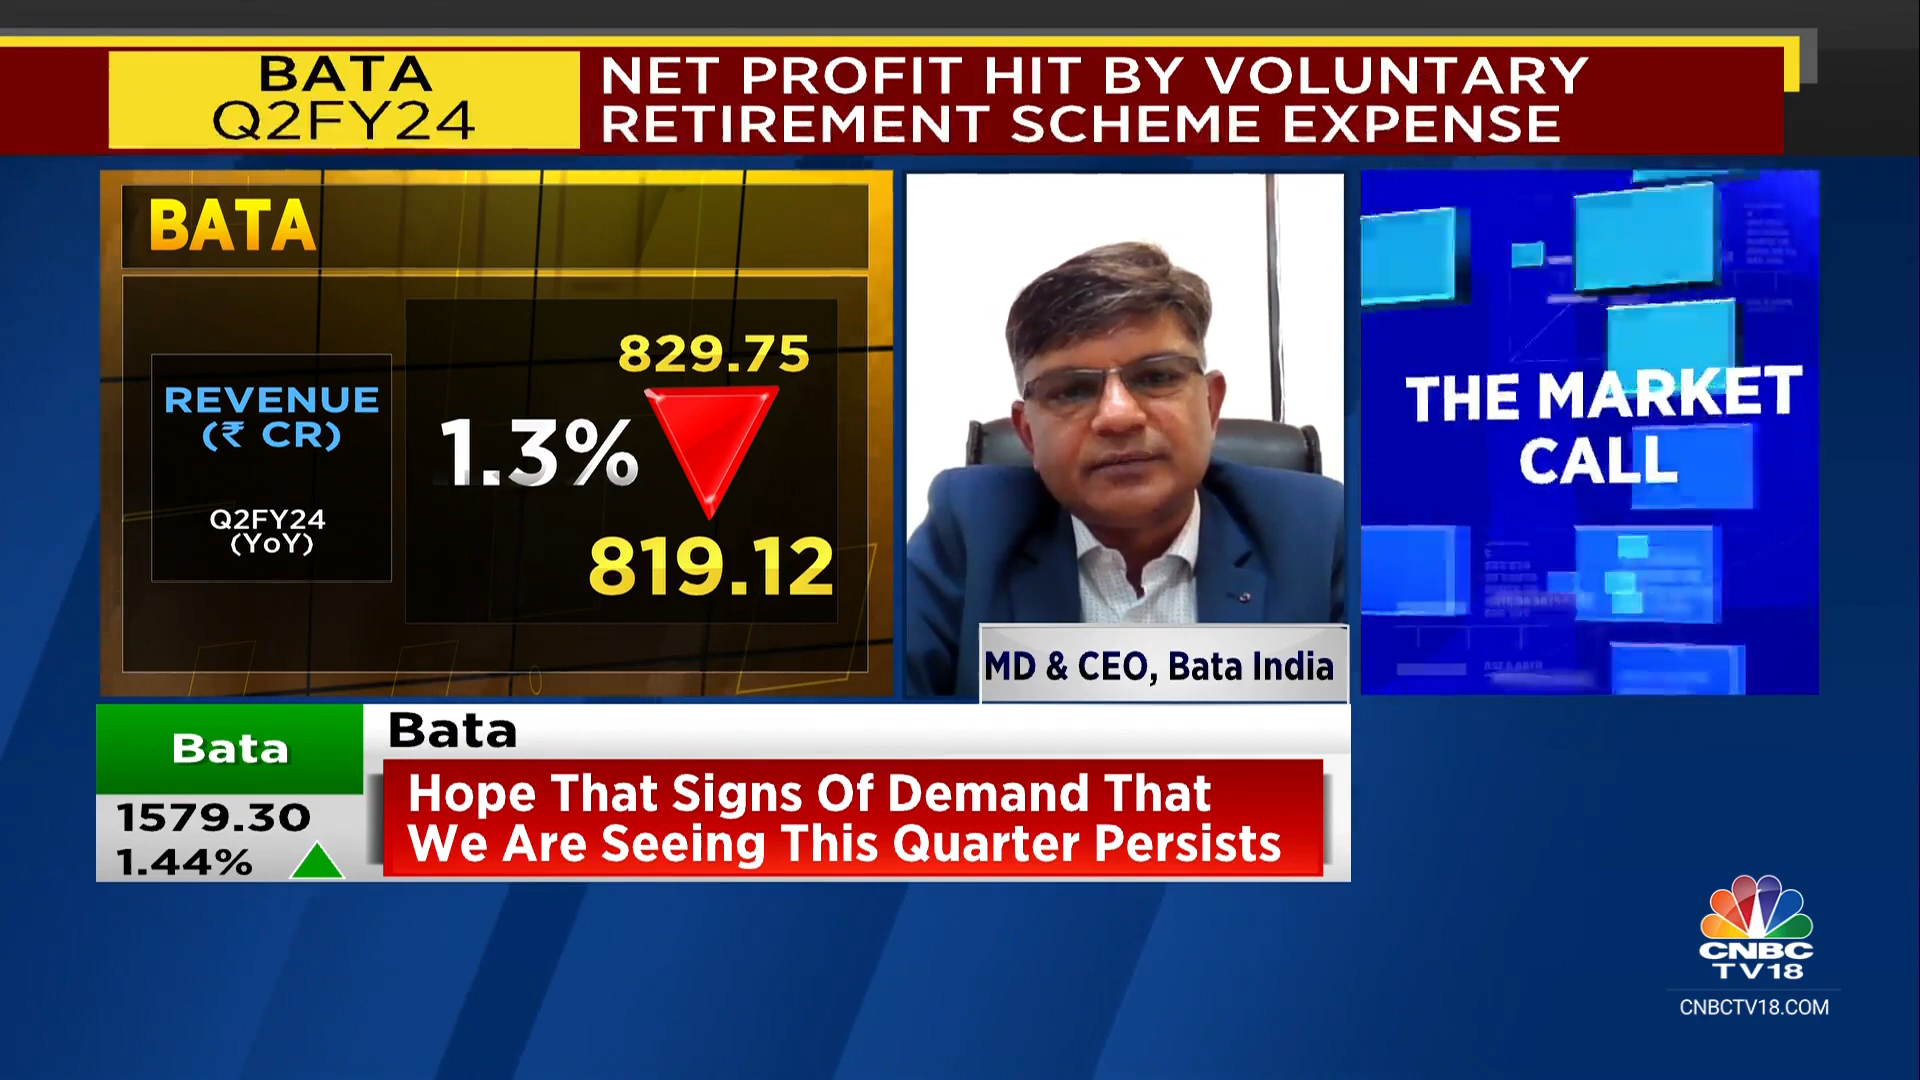 BATA
Q2FY24
NET PROFIT HIT BY VOLUNTARY
RETIREMENT SCHEME EXPENSE
BATA
REVENUE
(₹ CR)
Q2FY24
(YoY)
829.75
1.3%
819.12
MD & CEO, Bata India
THE MARKET
CALL
Bata
1579.30
1.44%
Bata
Hope That Signs Of Demand That
We Are Seeing This Quarter Persists
CNBC
TV18
CNBCTV18.COM